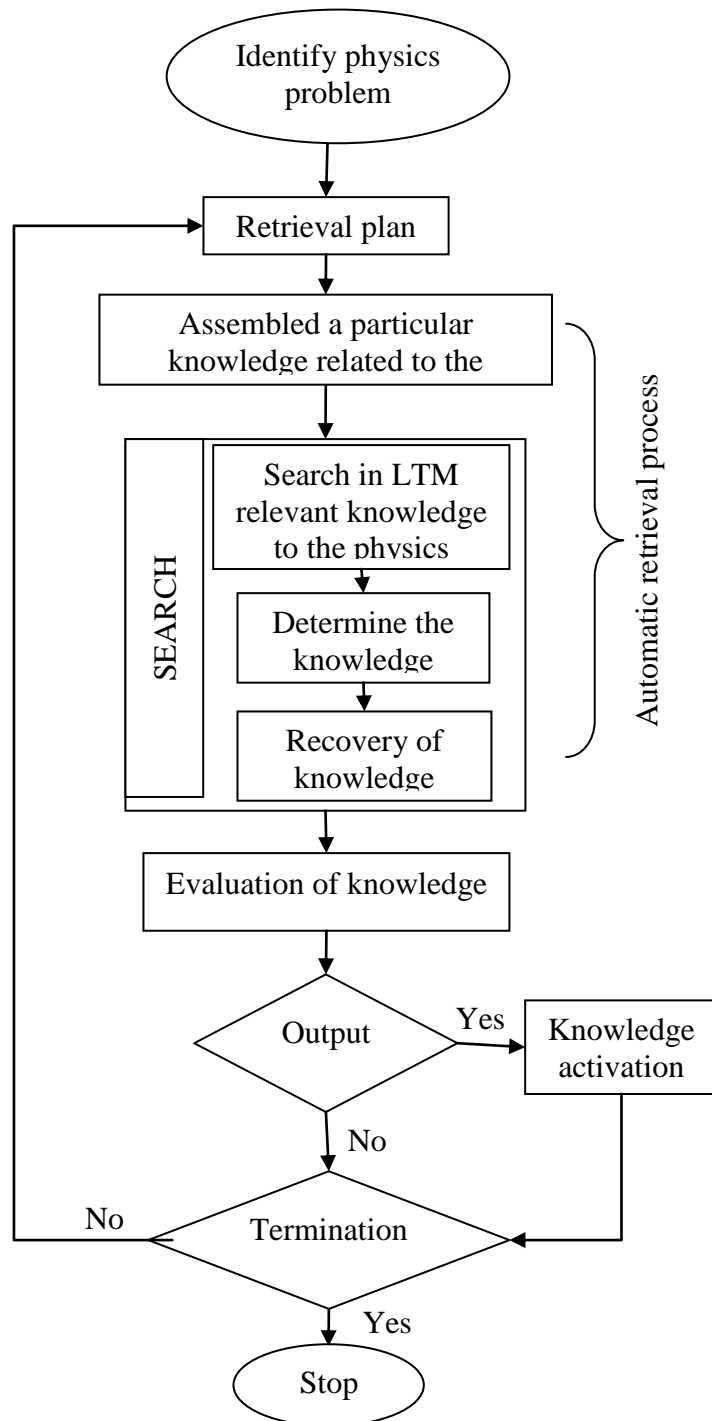 Identify physics
problem
Retrieval plan
Assembled a particular
knowledge related to the
Automatic retrieval process
SEARCH
Search in LTM
relevant knowledge
to the physics
Determine the
knowledge
Recovery of
knowledge
Evaluation of knowledge
Output
Yes
Knowledge
activation
No
No
Termination
Yes
Stop